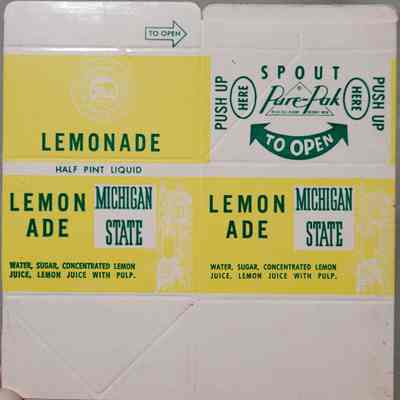 TO OPEN
LEMONADE
HALF PINT LIQUID
LEMON
ADE
MICHIGAN
STATE
WATER, SUGAR, CONCENTRATED LEMON
JUICE, LEMON JUICE WITH PULP.
SPOUT
PUSH UP
HERE
Pure-Pak
HERE
PUSH UP
TO OPEN
LEMON
ADE
MICHIGAN
STATE
WATER, SUGAR, CONCENTRATED LEMON
JUICE, LEMON JUICE WITH PULP.